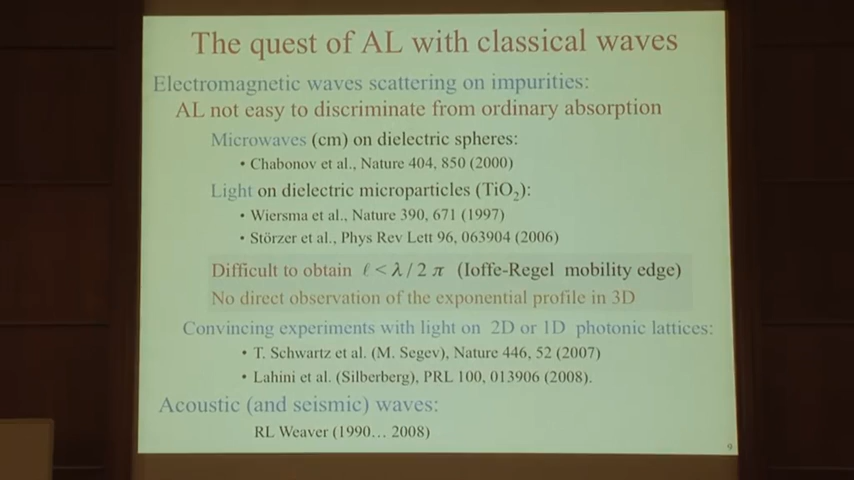 The quest of AL with classical waves
Electromagnetic waves scattering on impurities:
AL not easy to discriminate from ordinary absorption
Microwaves (cm) on dielectric spheres:
• Chabonov et al., Nature 404, 850 (2000)
Light on dielectric microparticles (TiO₂):
• Wiersma et al., Nature 390, 671 (1997)
• Störzer et al., Phys Rev Lett 96, 063904 (2006)
Difficult to obtain ℓ < λ / 2 π (Ioffe-Regel mobility edge)
No direct observation of the exponential profile in 3D
Convincing experiments with light on 2D or 1D photonic lattices:
• T. Schwartz et al. (M. Segev), Nature 446, 52 (2007)
• Lahini et al. (Silberberg), PRL 100, 013906 (2008).
Acoustic (and seismic) waves:
RL Weaver (1990… 2008)
9